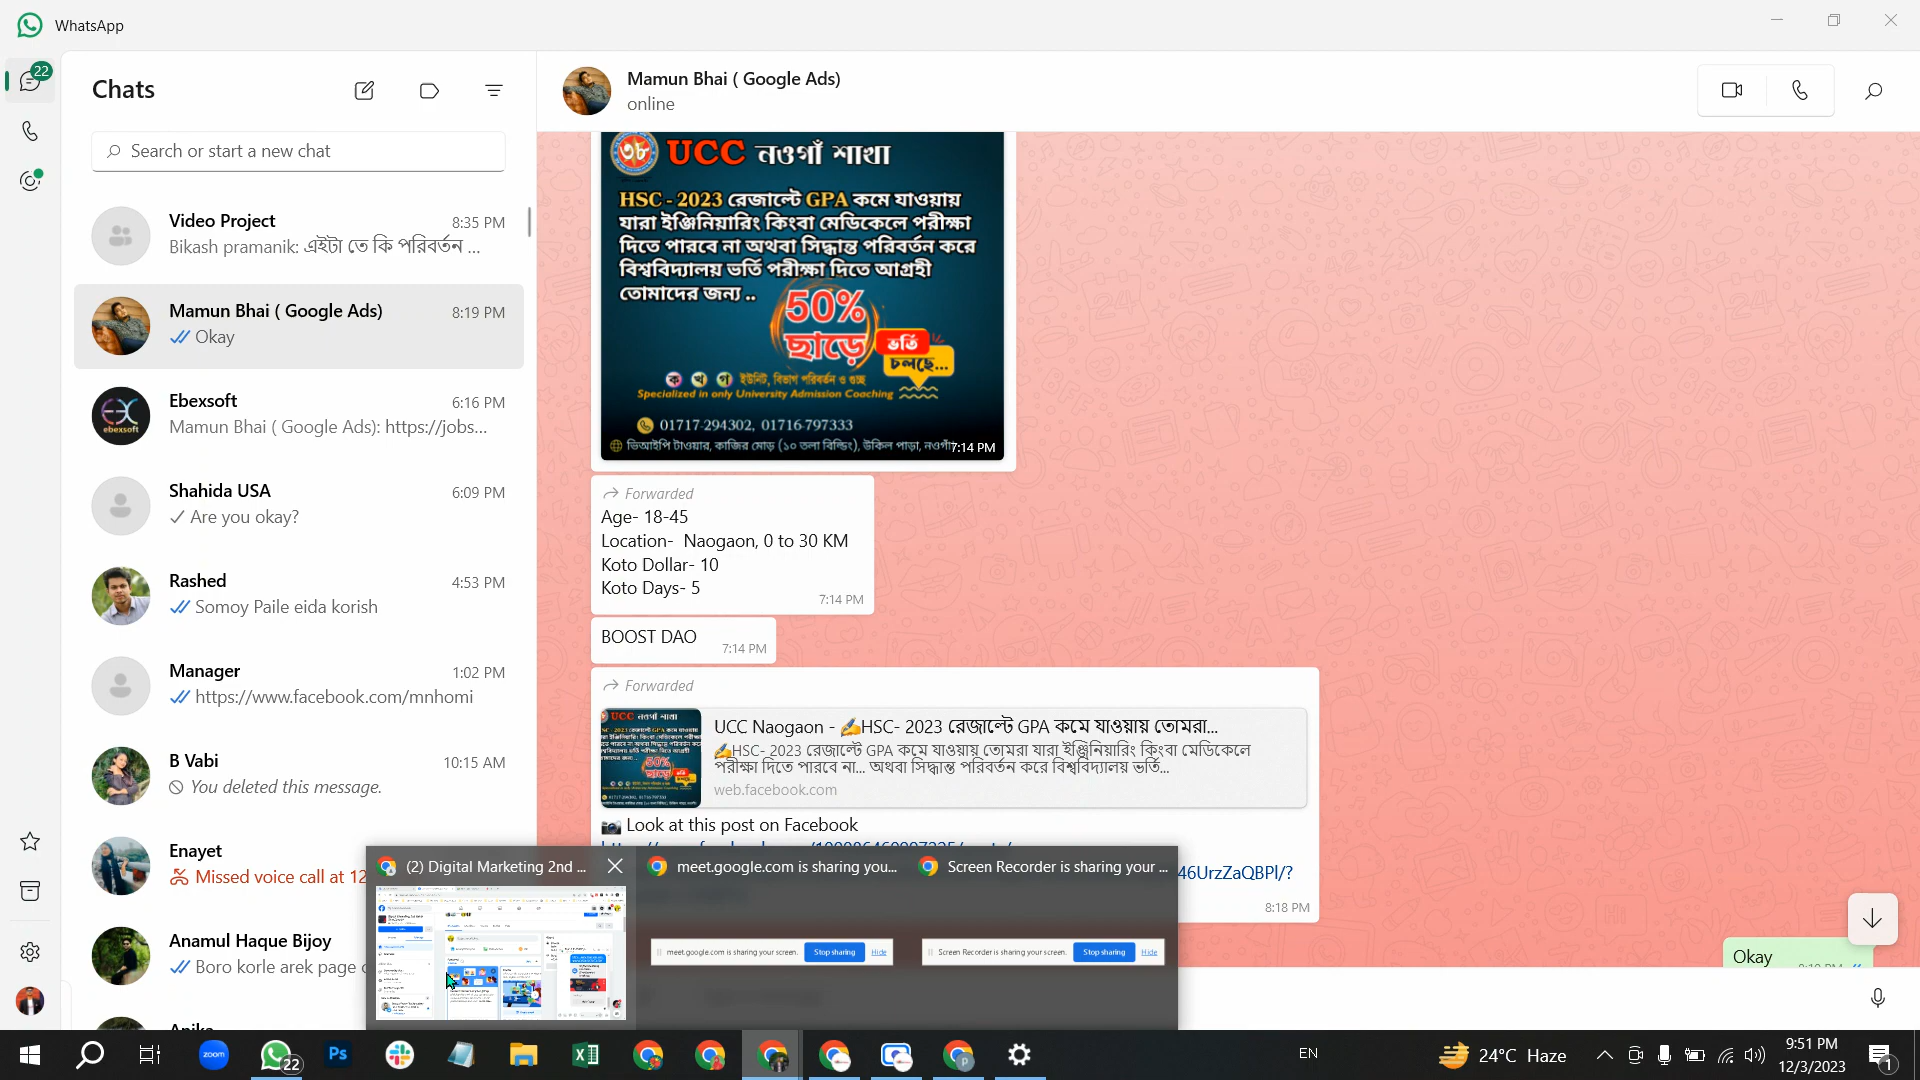 WhatsApp
22
Chats
Search or start a new chat
Video Project
8:35 PM
Bikash pramanik: এইটা তে কি পরিবর্তন ...
Mamun Bhai ( Google Ads)
8:19 PM
Okay
Ebexsoft
6:16 PM
Mamun Bhai ( Google Ads): https://jobs...
Shahida USA
6:09 PM
Are you okay?
Rashed
4:53 PM
Somoy Paile eida korish
Manager
1:02 PM
https://www.facebook.com/mnhomi
B Vabi
10:15 AM
You deleted this message.
Enayet
Missed voice call at 12
Anamul Haque Bijoy
Boro korle arek page
Mamun Bhai ( Google Ads)
online
৩৮ UCC নওগাঁ শাখা
HSC - 2023 রেজাল্টে GPA কমে যাওয়ায়
যারা ইঞ্জিনিয়ারিং কিংবা মেডিকেলে পরীক্ষা
দিতে পারবে না অথবা সিদ্ধান্ত পরিবর্তন করে
বিশ্ববিদ্যালয় ভর্তি পরীক্ষা দিতে আগ্রহী
তোমাদের জন্য ..
50%
ছাড়ে
ভর্তি
চলছে...
ক খ গ ইউনিট, বিভাগ পরিবর্তন ও গুচ্ছ
Specialized in only University Admission Coaching
01717-294302, 01716-797333
ভিআইপি টাওয়ার, কাজির মোড় (১০ তলা বিল্ডিং), উকিল পাড়া, নওগাঁ
7:14 PM
Forwarded
Age- 18-45
Location- Naogaon, 0 to 30 KM
Koto Dollar- 10
Koto Days- 5
7:14 PM
BOOST DAO
7:14 PM
Forwarded
UCC Naogaon - ✍️HSC- 2023 রেজাল্টে GPA কমে যাওয়ায় তোমরা...
✍️HSC- 2023 রেজাল্টে GPA কমে যাওয়ায় তোমরা যারা ইঞ্জিনিয়ারিং কিংবা মেডিকেলে
পরীক্ষা দিতে পারবে না... অথবা সিদ্ধান্ত পরিবর্তন করে বিশ্ববিদ্যালয় ভর্তি...
web.facebook.com
📷 Look at this post on Facebook
46UrzZaQBPl/?
8:18 PM
Okay
(2) Digital Marketing 2nd ...
meet.google.com is sharing you...
Screen Recorder is sharing your ...
meet.google.com is sharing your screen.
Stop sharing
Hide
Screen Recorder is sharing your screen.
Stop sharing
Hide
zoom
22
Ps
EN
24°C Haze
9:51 PM
12/3/2023
1